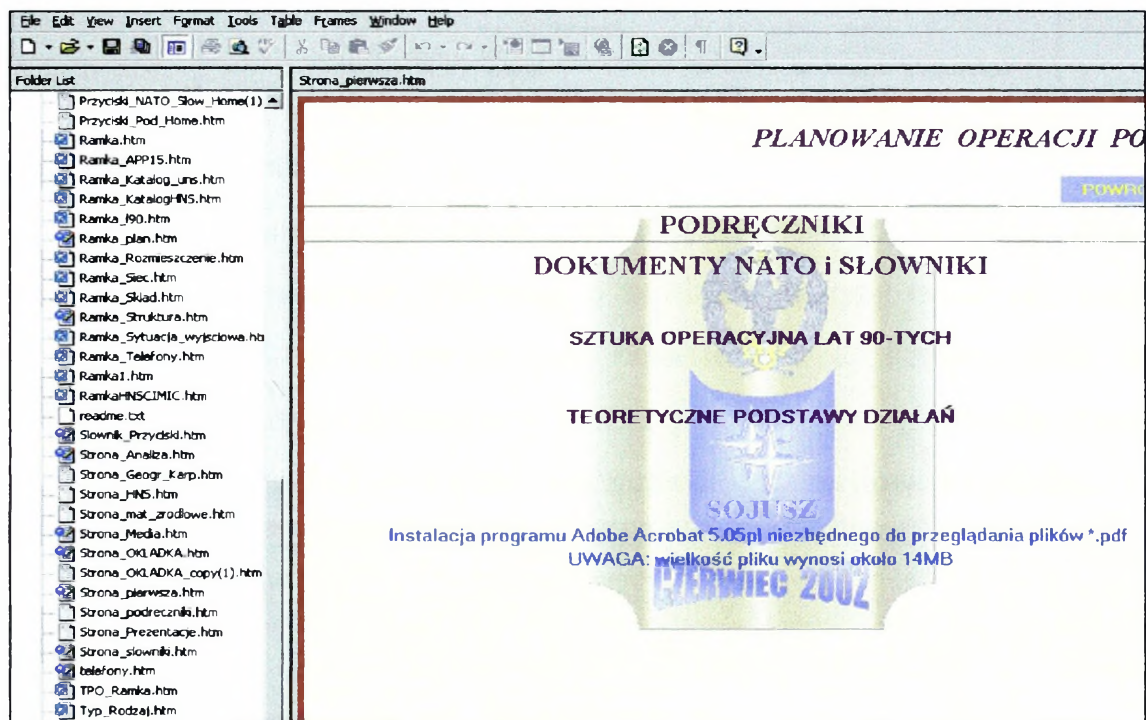 File Edit View Insert Format Tools Table Frames Window Help
Folder List
Strona_pierwsza.htm
Przyciski_NATO_Slow_Home(1)
Przyciski_Pod_Home.htm
Ramka.htm
Ramka_APP15.htm
Ramka_Katalog_uns.htm
Ramka_KatalogHNS.htm
Ramka_l90.htm
Ramka_plan.htm
Ramka_Rozmieszczenie.htm
Ramka_Siec.htm
Ramka_Sklad.htm
Ramka_Struktura.htm
Ramka_Sytuacja_wyjsciowa.ht
Ramka_Telefony.htm
Ramka1.htm
RamkaHNSCIMIC.htm
readme.txt
Slownik_Przyciski.htm
Strona_Analiza.htm
Strona_Geogr_Karp.htm
Strona_HNS.htm
Strona_mat_zrodlowe.htm
Strona_Media.htm
Strona_OKLADKA.htm
Strona_OKLADKA_copy(1).htm
Strona_pierwsza.htm
Strona_podreczniki.htm
Strona_Prezentacje.htm
Strona_slowniki.htm
telefony.htm
TPO_Ramka.htm
Typ_Rodzaj.htm
PLANOWANIE OPERACJI PO
POWRO
PODRĘCZNIKI
DOKUMENTY NATO i SŁOWNIKI
SZTUKA OPERACYJNA LAT 90-TYCH
TEORETYCZNE PODSTAWY DZIAŁAŃ
SOJUSZ
Instalacja programu Adobe Acrobat 5.05pl niezbędnego do przeglądania plików *.pdf
UWAGA: wielkość pliku wynosi około 14MB
CZERWIEC 2002